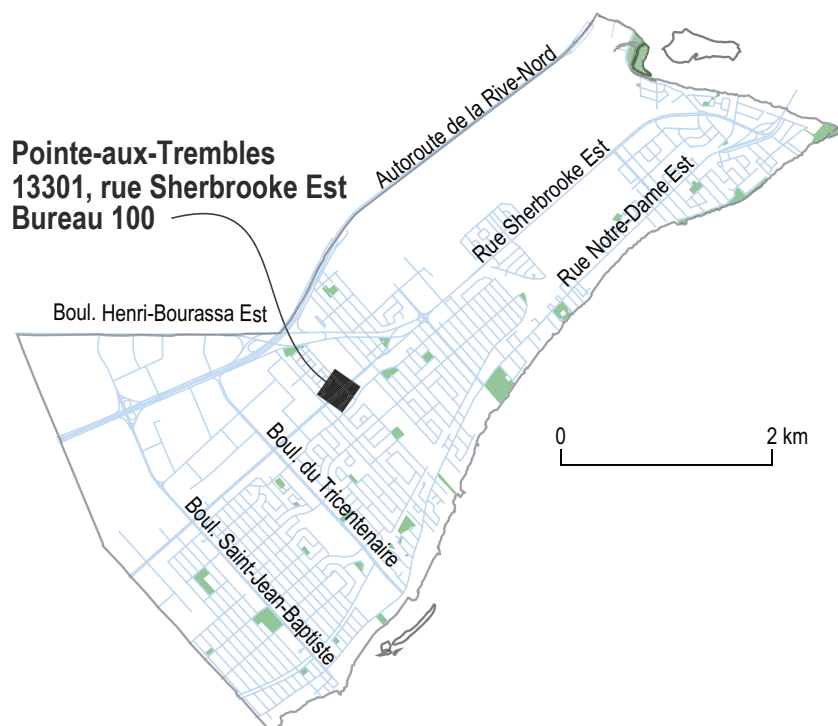 Autoroute de la Rive-Nord
Pointe-aux-Trembles
13301, rue Sherbrooke Est
Bureau 100
Rue Sherbrooke Est
Rue Notre-Dame Est
Boul. Henri-Bourassa Est
0 2 km
Boul. du Tricentenaire
Boul. Saint-Jean-Baptiste